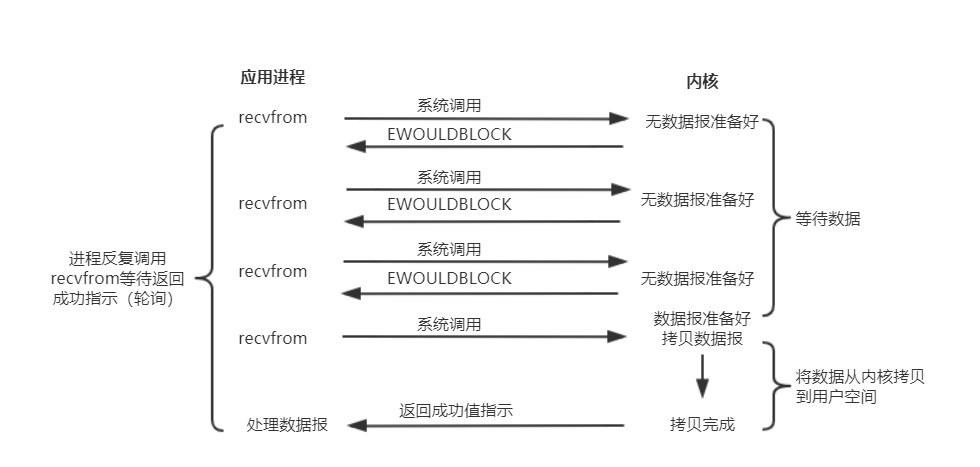 应用进程
内核
recvfrom
系统调用
无数据报准备好
EWOULDBLOCK
系统调用
recvfrom
EWOULDBLOCK
无数据报准备好
等待数据
系统调用
进程反复调用
recvfrom等待返回
成功指示（轮询）
recvfrom
EWOULDBLOCK
无数据报准备好
系统调用
recvfrom
数据报准备好
拷贝数据报
将数据从内核拷贝
到用户空间
返回成功值指示
处理数据报
拷贝完成